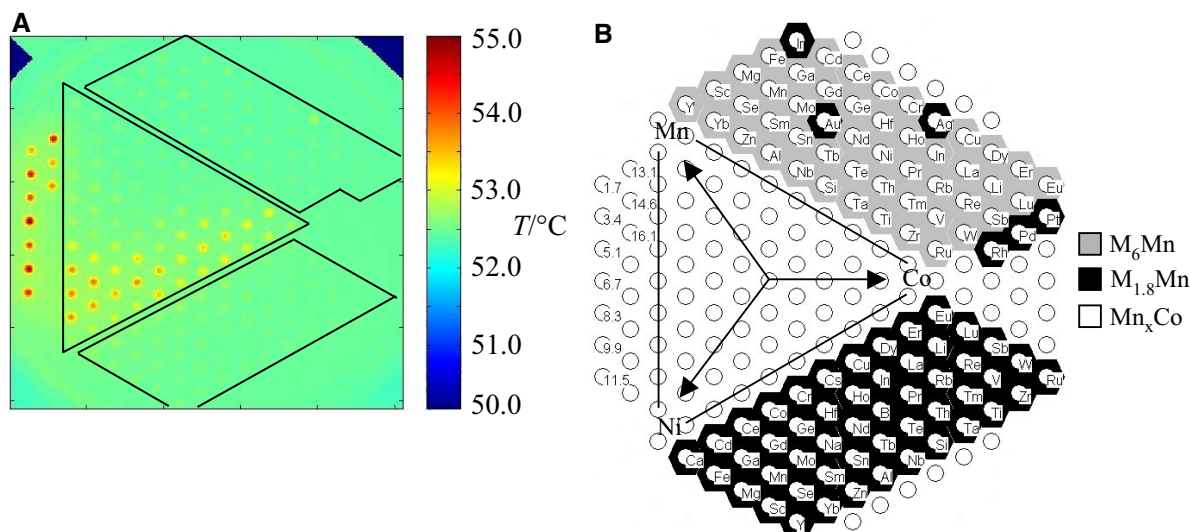 A
55.0
54.0
53.0
T/°C
52.0
51.0
50.0
B
Ir
Fe Cd
Mg Ga Ce
Sc Mn Gd Co
Y Se Mo Ge Cr
Yb Sm Au Hf Ag
Mn
Zn Sn Nd Ho Cu
Al Tb Ni In Dy
Nb Te Pr La Er
Si Th Rb Li Eu
Ta Tm Re Lu
Ti V Sb Pt
Zr W Pd
Ru Rh
13.1
1.7
14.6
3.4
16.1
5.1
6.7
8.3
9.9
11.5
Co
Ni
Eu
Er Lu
Dy Li Sb
Cu La Re W
Cs In Rb V Ru
Cr Ho Pr Tm Zr
Co Hf B Th Ti
Ce Ge Nd Te Ta
Cd Gd Na Tb Si
Ca Ga Mo Sn Nb
Fe Mn Sm Al
Mg Se Zn
Sc Yb
Y
M6Mn
M1.8Mn
MnxCo